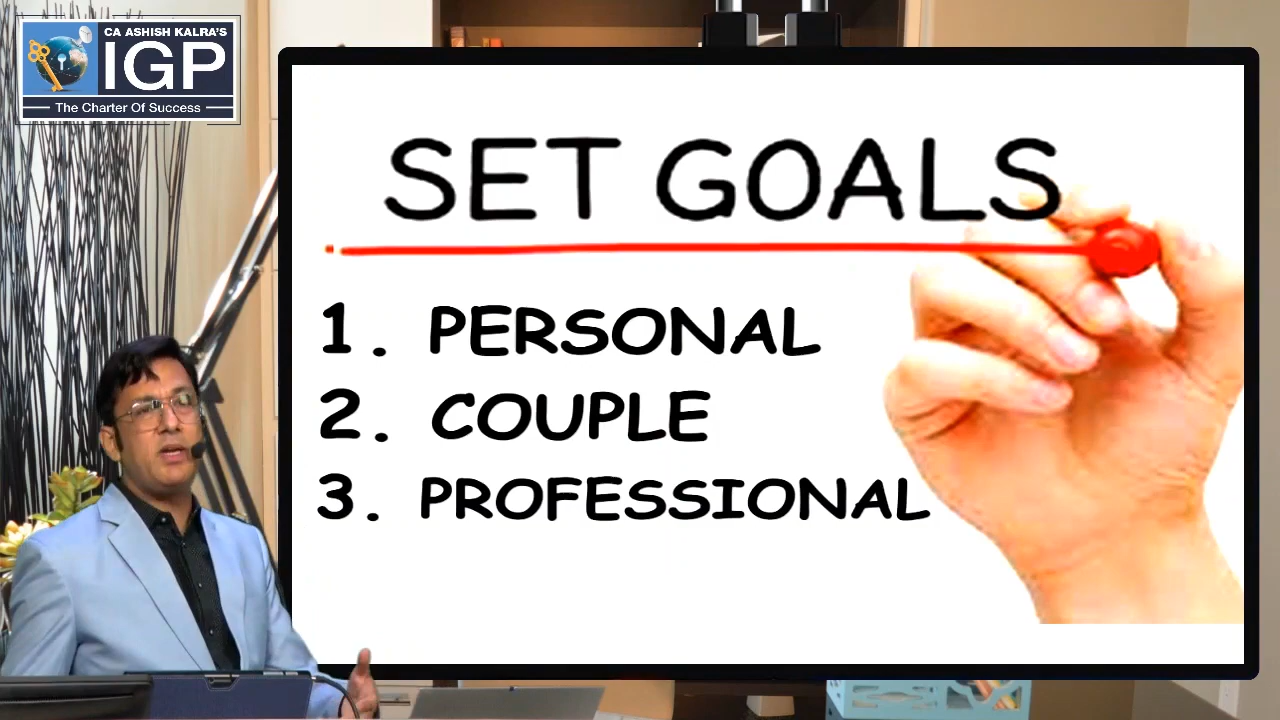 CA ASHISH KALRA'S
IGP
The Charter Of Success
SET GOALS
1. PERSONAL
2. COUPLE
3. PROFESSIONAL